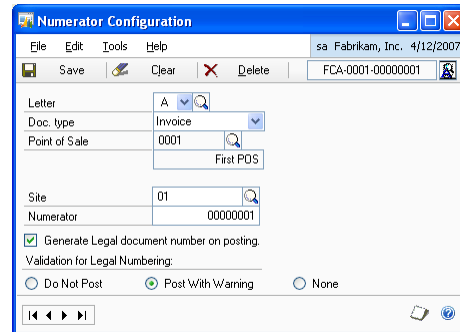 Numerator Configuration
File Edit Tools Help sa Fabrikam, Inc. 4/12/2007
Save Clear Delete FCA-0001-00000001
Letter A
Doc. type Invoice
Point of Sale 0001
First POS
Site 01
Numerator 00000001
Generate Legal document number on posting.
Validation for Legal Numbering:
Do Not Post Post With Warning None